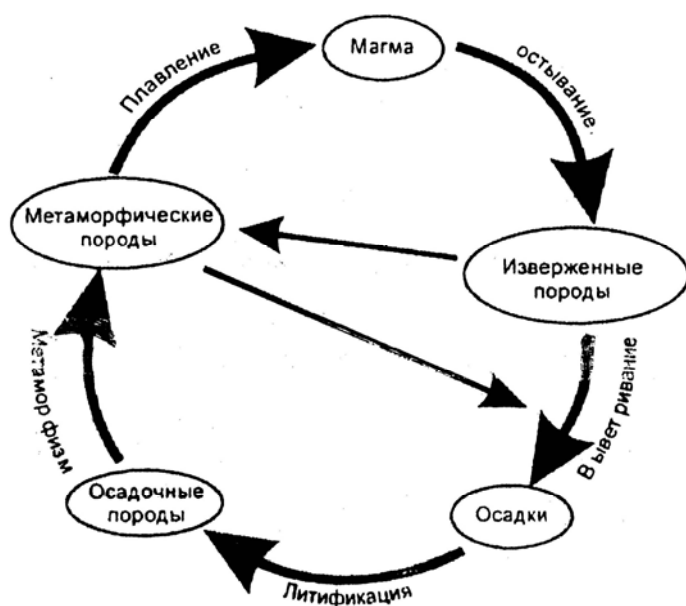 Магма
остывание
Плавление
Метаморфические
породы
Изверженные
породы
Метаморфизм
Выветривание
Осадочные
породы
Осадки
Литификация